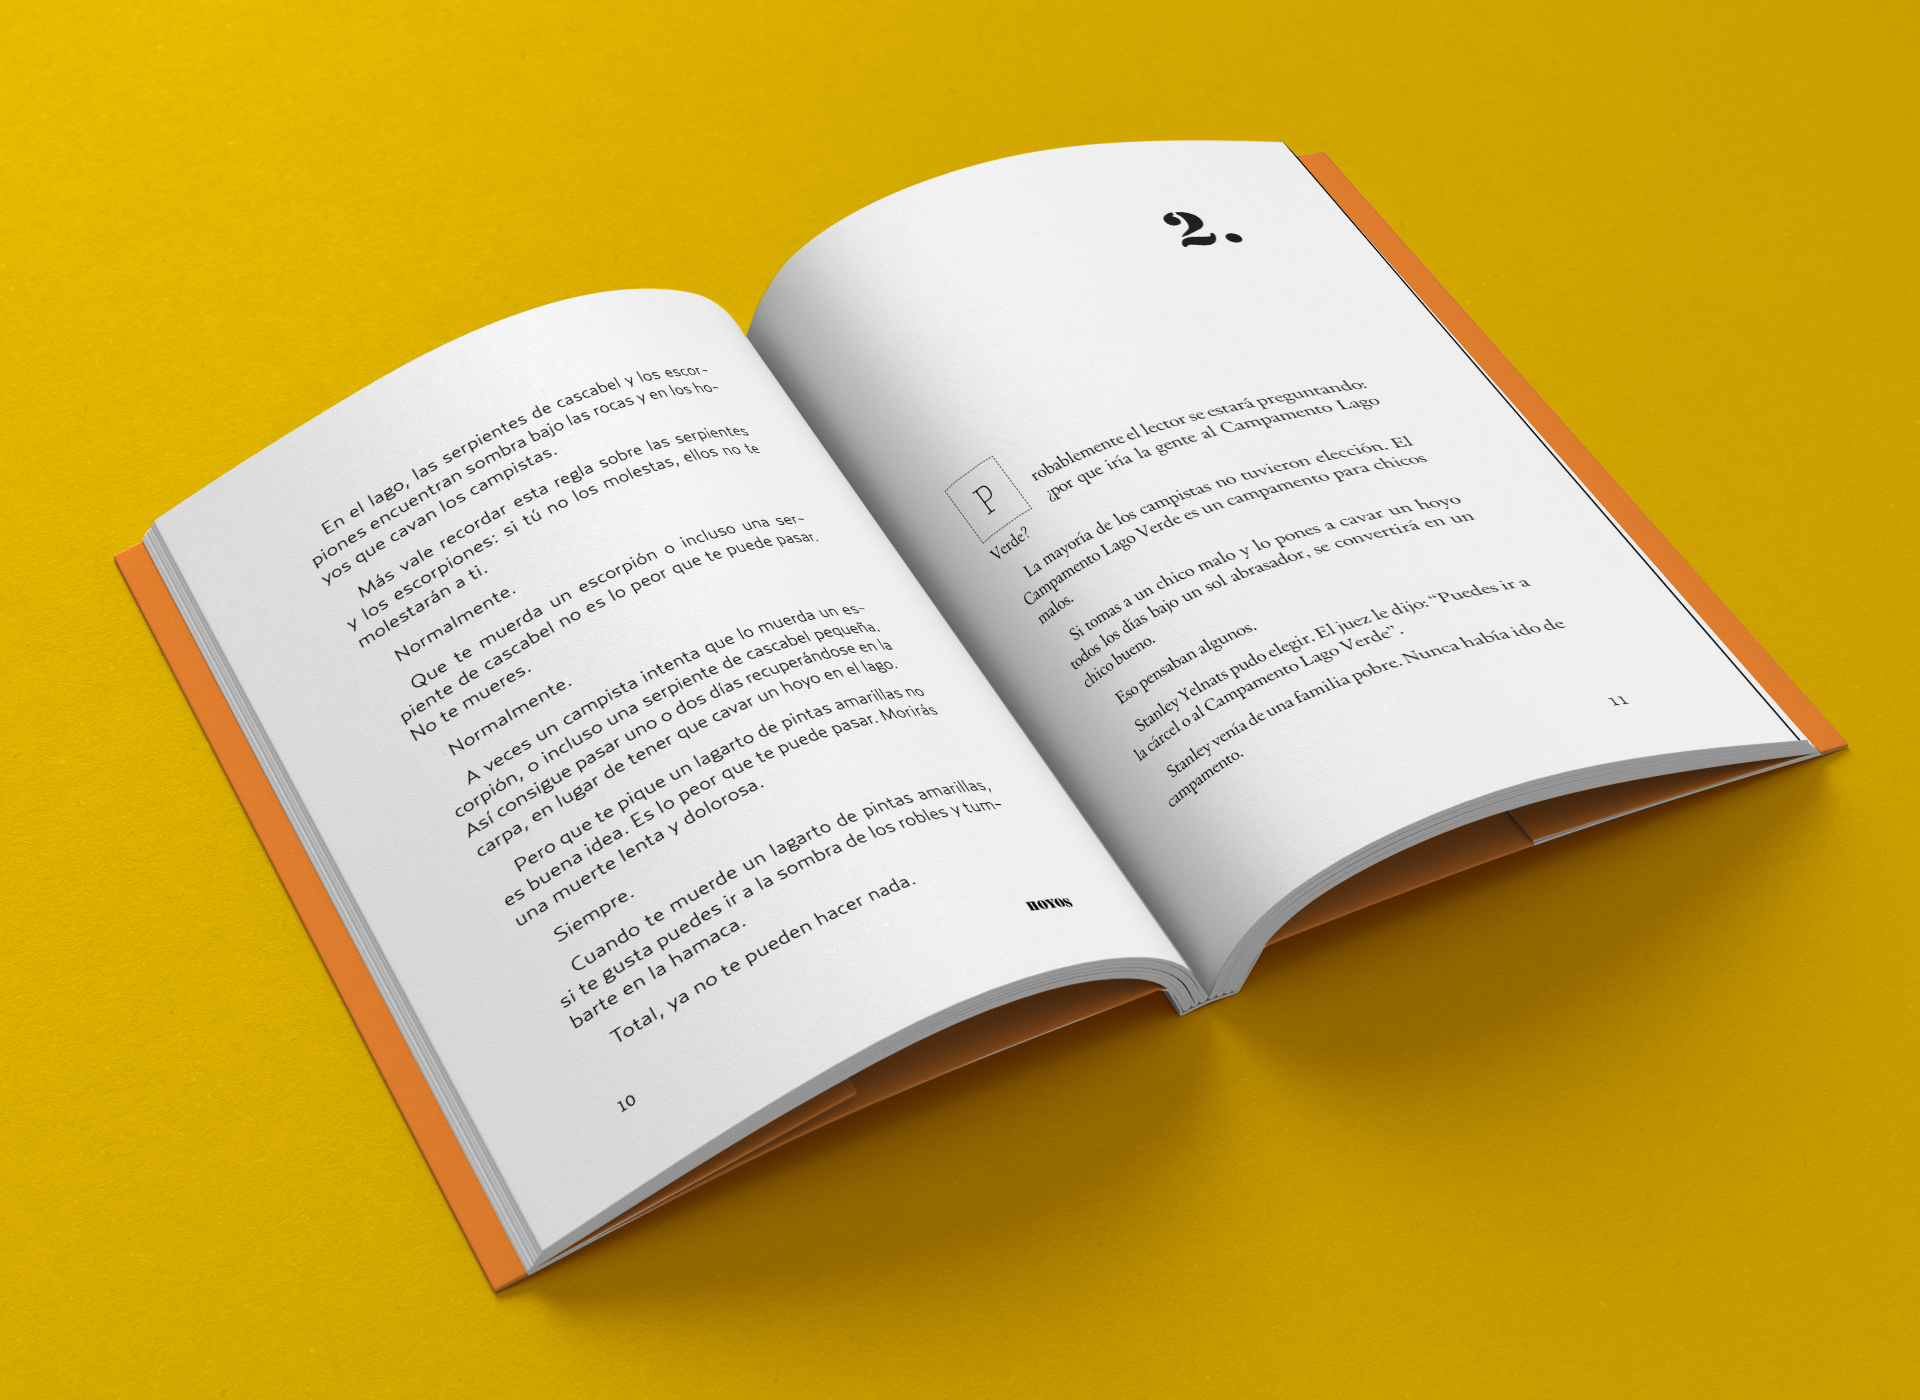 En el lago, las serpientes de cascabel y los escor-
piones encuentran sombra bajo las rocas y en los ho-
yos que cavan los campistas.
Más vale recordar esta regla sobre las serpientes
y los escorpiones: si tú no los molestas, ellos no te
molestarán a ti.
Normalmente.
Que te muerda un escorpión o incluso una ser-
piente de cascabel no es lo peor que te puede pasar.
No te mueres.
Normalmente.
A veces un campista intenta que lo muerda un es-
corpión, o incluso una serpiente de cascabel pequeña.
Así consigue pasar uno o dos días recuperándose en la
carpa, en lugar de tener que cavar un hoyo en el lago.
Pero que te pique un lagarto de pintas amarillas no
es buena idea. Es lo peor que te puede pasar. Morirás
una muerte lenta y dolorosa.
Siempre.
Cuando te muerde un lagarto de pintas amarillas,
si te gusta puedes ir a la sombra de los robles y tum-
barte en la hamaca.
Total, ya no te pueden hacer nada.
HOYOS
10
2.
Probablemente el lector se estará preguntando:
¿por que iría la gente al Campamento Lago
Verde?
La mayoría de los campistas no tuvieron elección. El
Campamento Lago Verde es un campamento para chicos
malos.
Si tomas a un chico malo y lo pones a cavar un hoyo
todos los días bajo un sol abrasador, se convertirá en un
chico bueno.
Eso pensaban algunos.
Stanley Yelnats pudo elegir. El juez le dijo: “Puedes ir a
la cárcel o al Campamento Lago Verde” .
Stanley venía de una familia pobre. Nunca había ido de
campamento.
11